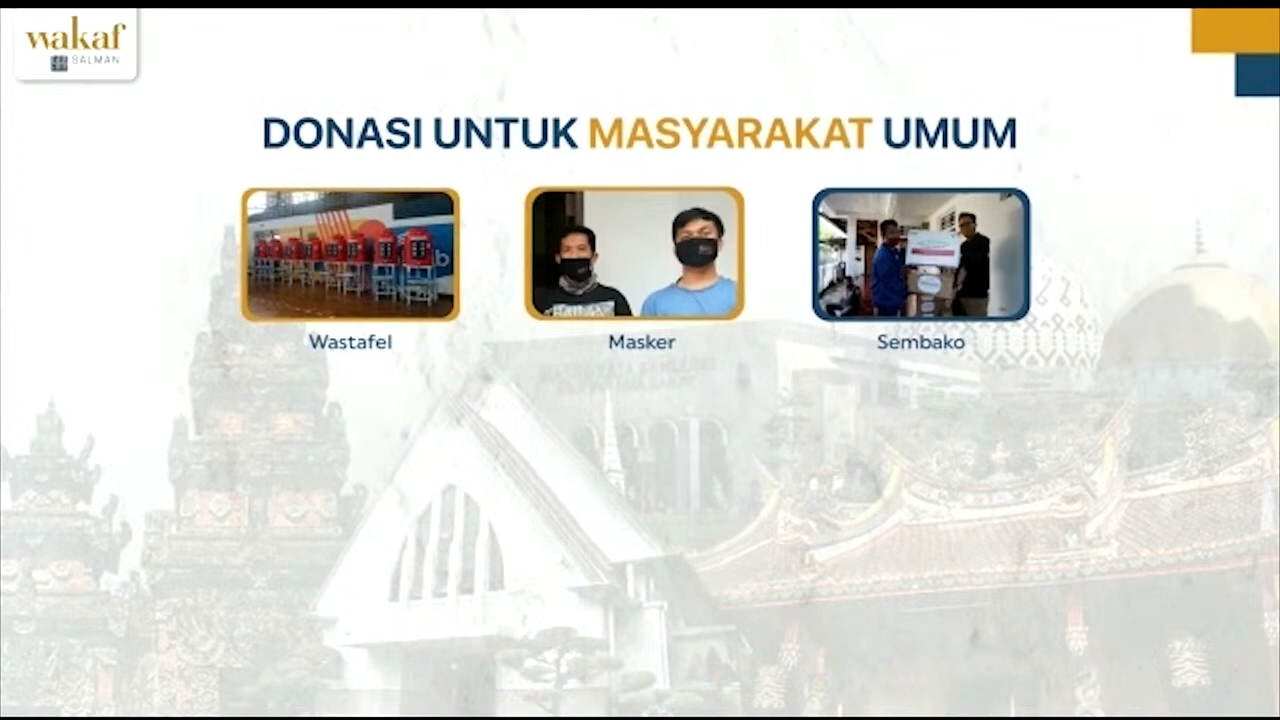 wakaf
SALMAN
DONASI UNTUK MASYARAKAT UMUM
Wastafel
Masker
Sembako